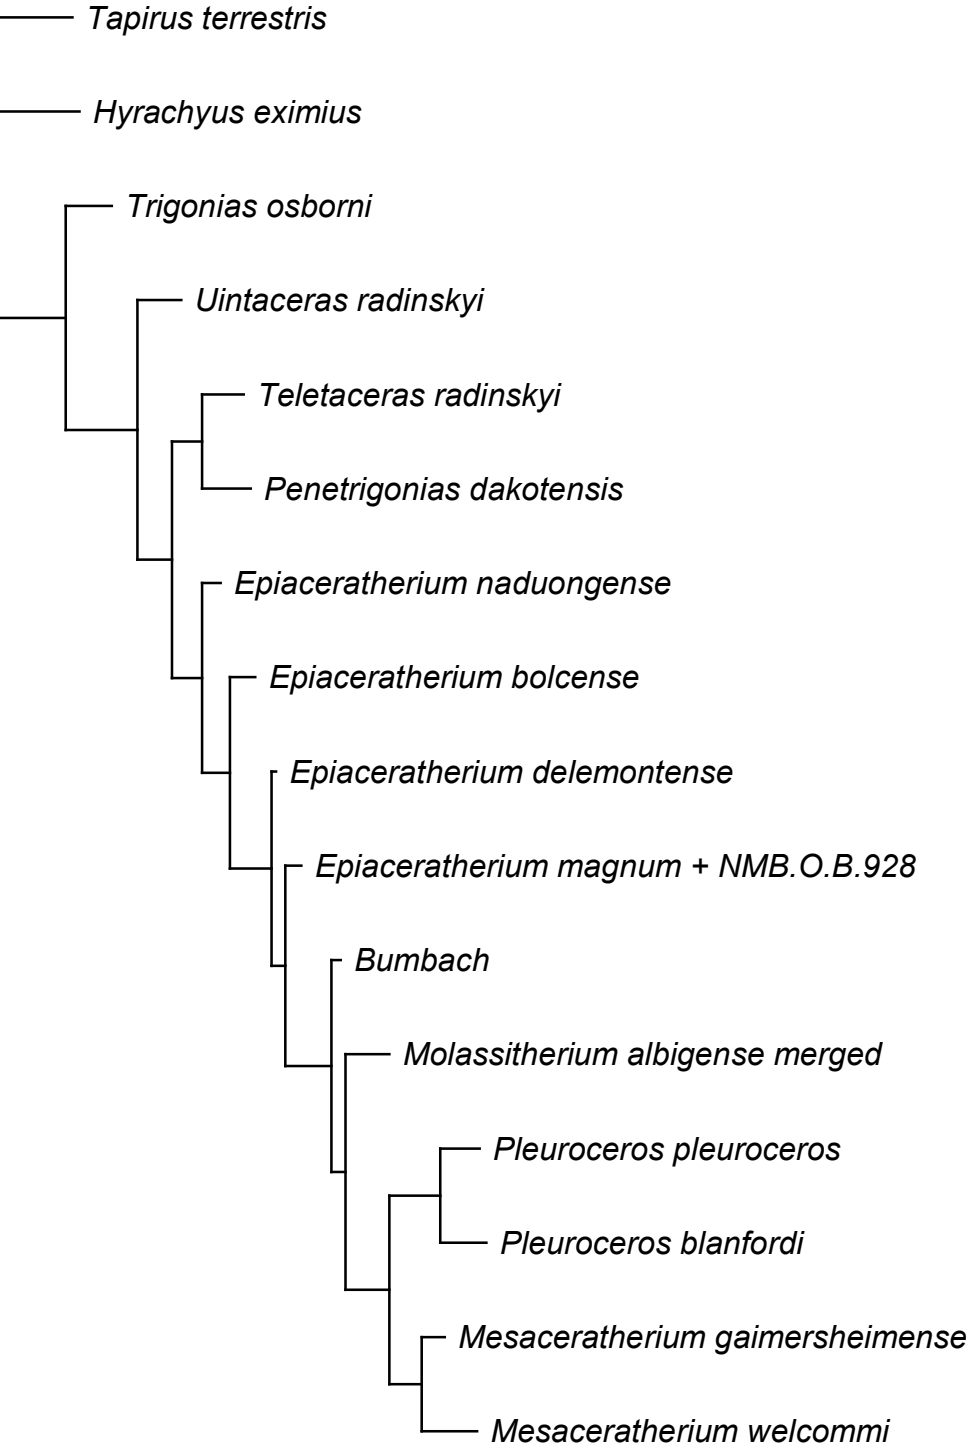 Tapirus terrestris
Hyrachyus eximius
Trigonias osborni
Uintaceras radinskyi
Teletaceras radinskyi
Penetrigonias dakotensis
Epiaceratherium naduongense
Epiaceratherium bolcense
Epiaceratherium delemontense
Epiaceratherium magnum + NMB.O.B.928
Bumbach
Molassitherium albigense merged
Pleuroceros pleuroceros
Pleuroceros blanfordi
Mesaceratherium gaimersheimense
Mesaceratherium welcommi